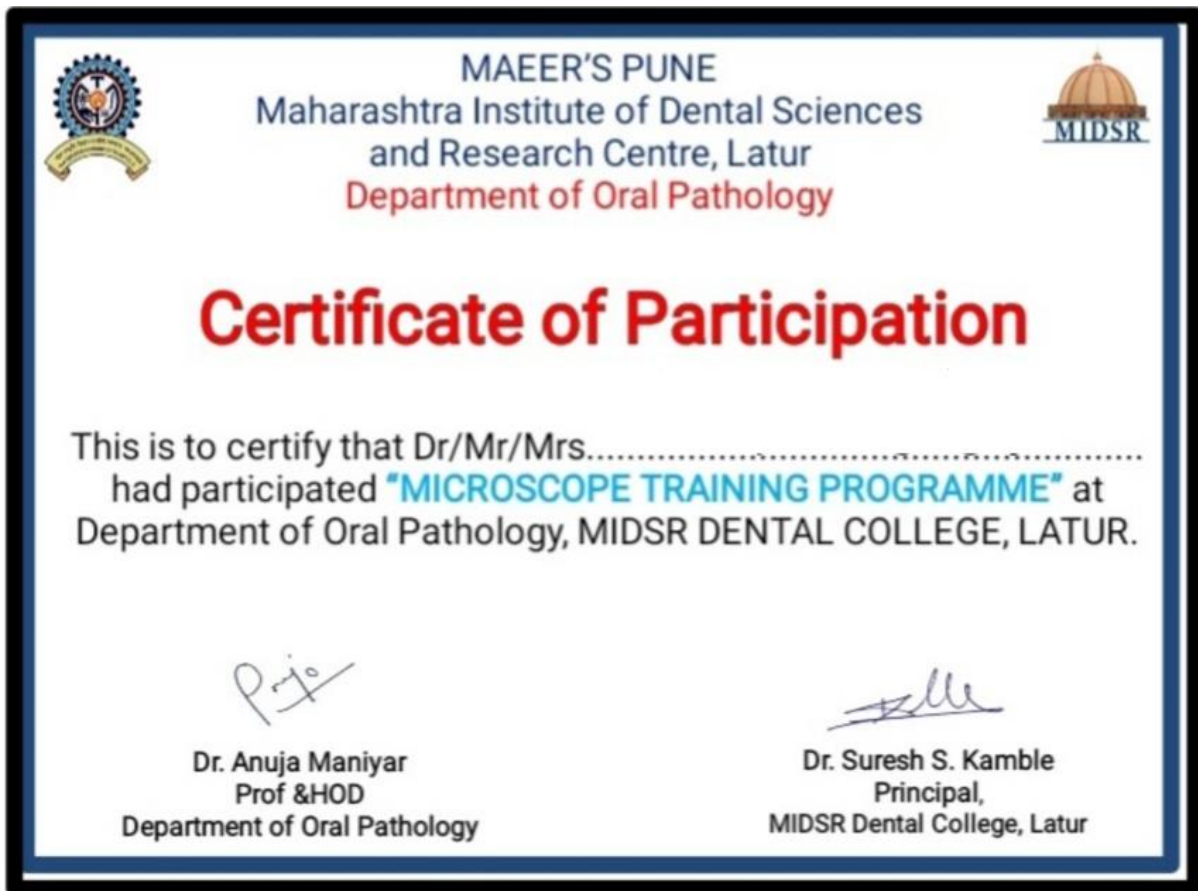 MAEER'S PUNE
Maharashtra Institute of Dental Sciences
and Research Centre, Latur
Department of Oral Pathology
MIDSR
Certificate of Participation
This is to certify that Dr/Mr/Mrs..................................................................
had participated "MICROSCOPE TRAINING PROGRAMME" at
Department of Oral Pathology, MIDSR DENTAL COLLEGE, LATUR.
Dr. Anuja Maniyar
Prof &HOD
Department of Oral Pathology
Dr. Suresh S. Kamble
Principal,
MIDSR Dental College, Latur